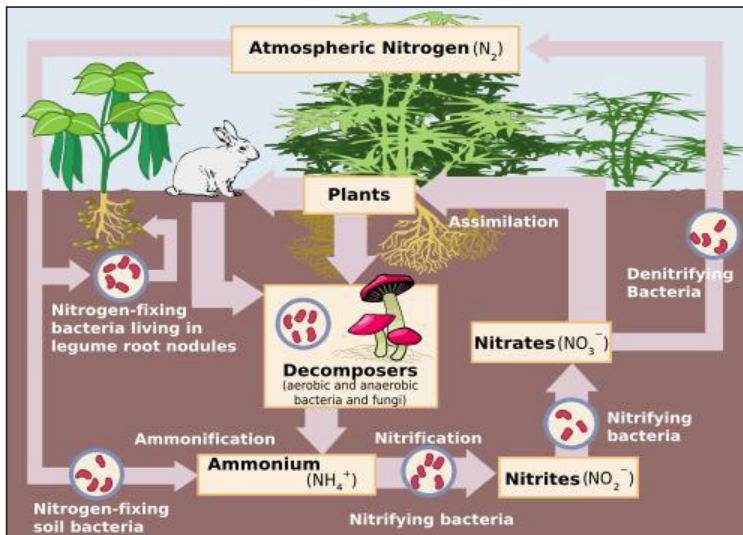 Atmospheric Nitrogen (N₂)
Plants
Assimilation
Denitrifying
Bacteria
Nitrogen-fixing
bacteria living in
legume root nodules
Decomposers
(aerobic and anaerobic
bacteria and fungi)
Nitrates (NO₃⁻)
Nitrifying
bacteria
Ammonification
Nitrification
Ammonium
(NH₄⁺)
Nitrites (NO₂⁻)
Nitrogen-fixing
soil bacteria
Nitrifying bacteria